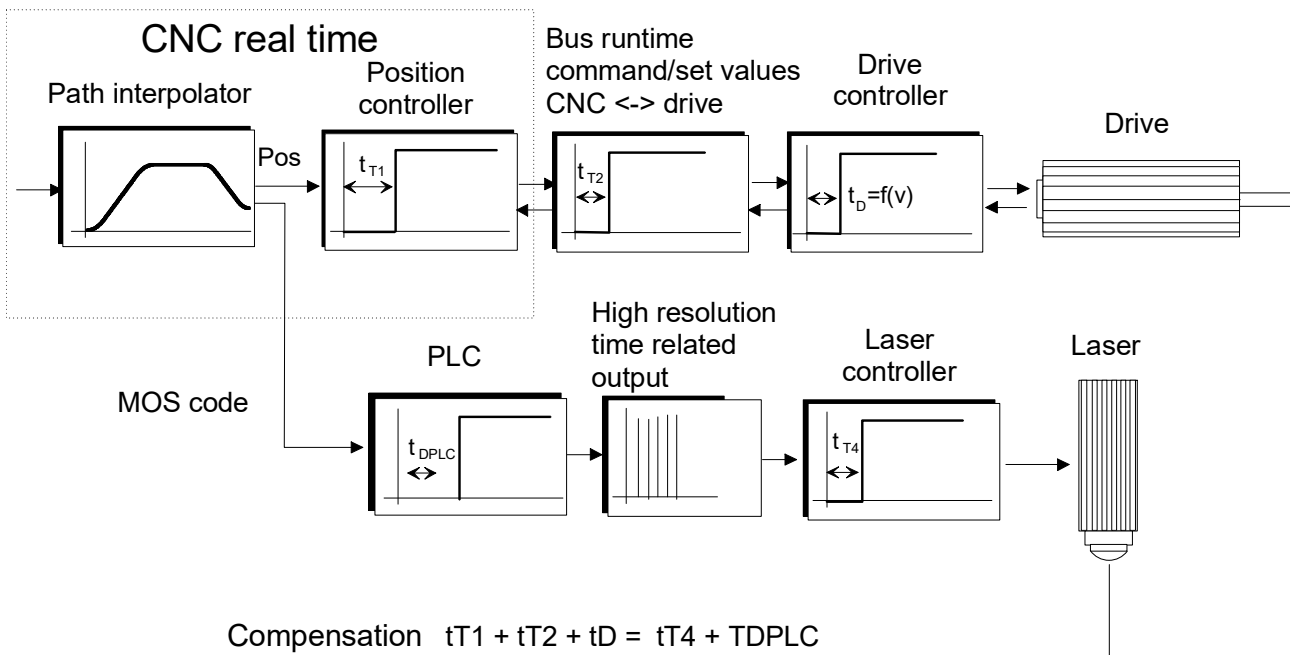 CNC real time
Path interpolator
Position
controller
Bus runtime
command/set values
CNC <-> drive
Drive
controller
Drive
Pos
tT1
tT2
tD=f(v)
MOS code
PLC
High resolution
time related
output
Laser
controller
Laser
tDPLC
tT4
Compensation tT1 + tT2 + tD = tT4 + TDPLC